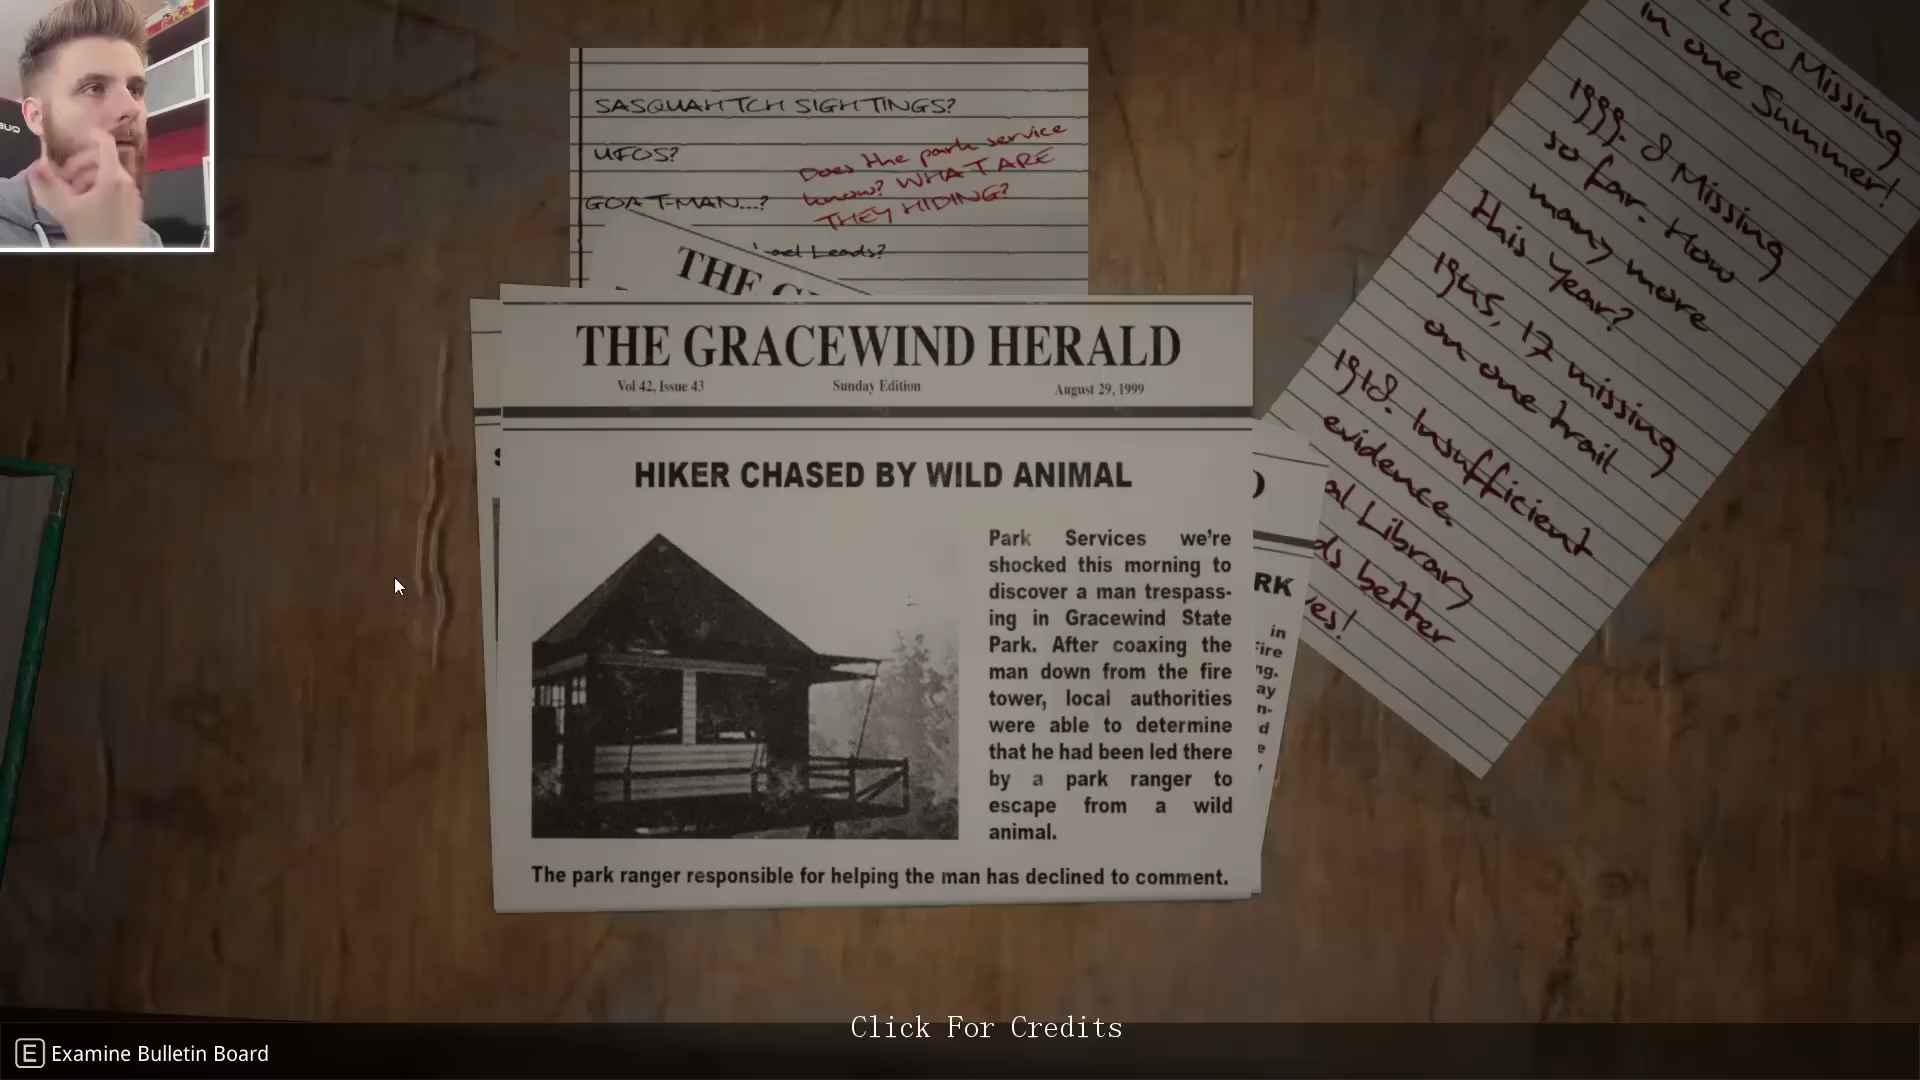 SASQUAHTCH SIGHTINGS?
UFOS?
GOATMAN...?
Does the park service
know? WHAT ARE
THEY HIDING?
Leads?
THE
THE GRACEWIND HERALD
Vol 42, Issue 43 Sunday Edition August 29, 1999
HIKER CHASED BY WILD ANIMAL
Park Services we're
shocked this morning to
discover a man trespass-
ing in Gracewind State
Park. After coaxing the
man down from the fire
tower, local authorities
were able to determine
that he had been led there
by a park ranger to
escape from a wild
animal.
The park ranger responsible for helping the man has declined to comment.
20 Missing
in one Summer!
1999. 8 Missing
so far. How
many more
this year?
1945, 17 missing
on one trail
1918. Insufficient
evidence.
Library
better
Click For Credits
E Examine Bulletin Board